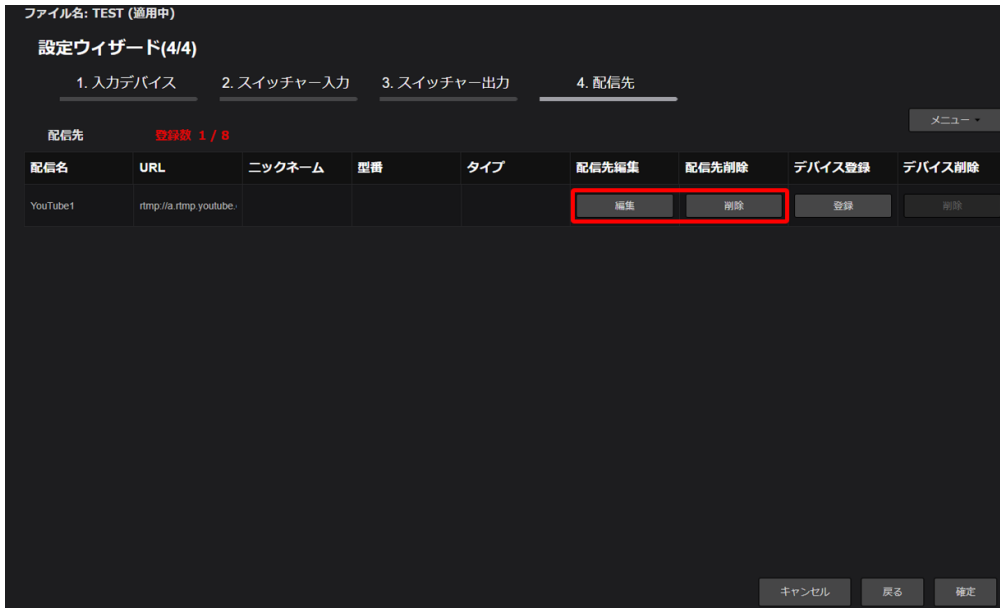 ファイル名: TEST (適用中)
設定ウィザード(4/4)
1. 入力デバイス 2. スイッチャー入力 3. スイッチャー出力 4. 配信先
メニュー
配信先 登録数 1 / 8
配信名 URL ニックネーム 型番 タイプ 配信先編集 配信先削除 デバイス登録 デバイス削除
YouTube1 rtmp://a.rtmp.youtube. 編集 削除 登録 削除
キャンセル 戻る 確定